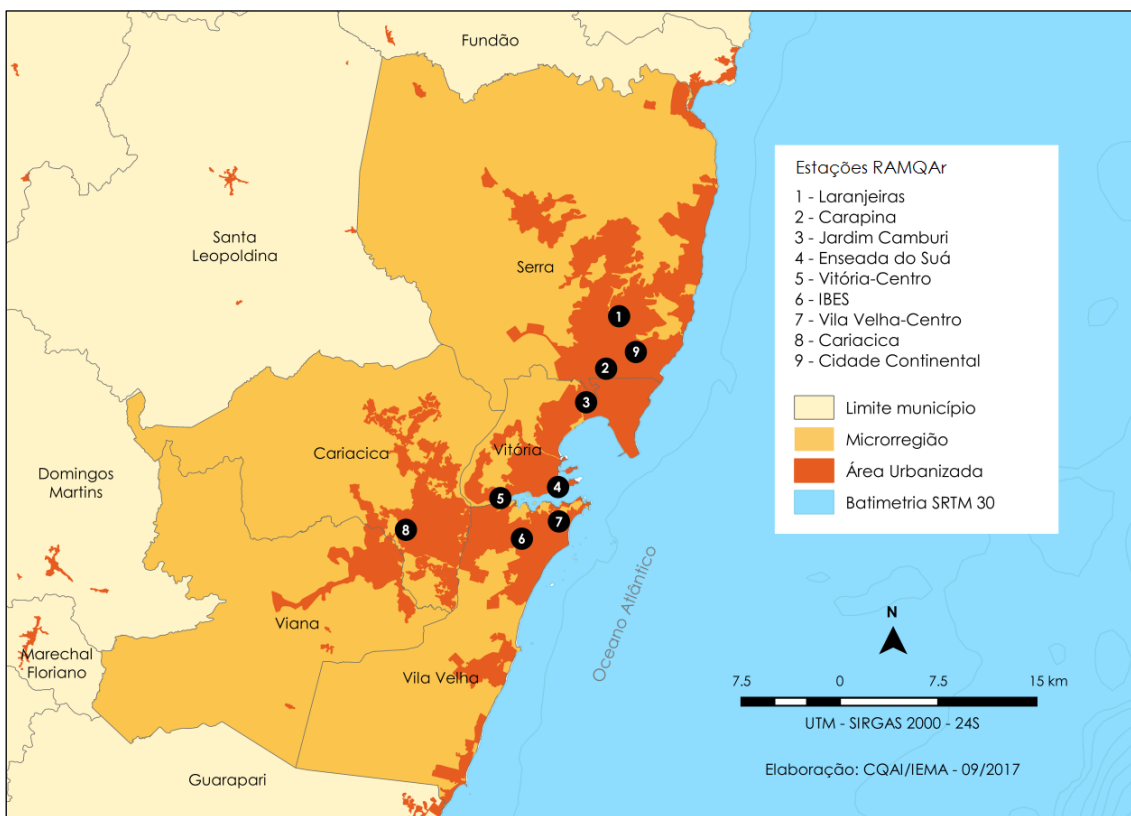 Fundão
Santa
Leopoldina
Serra
Estações RAMQAr
1 - Laranjeiras
2 - Carapina
3 - Jardim Camburi
4 - Enseada do Suá
5 - Vitória-Centro
6 - IBES
7 - Vila Velha-Centro
8 - Cariacica
9 - Cidade Continental
Limite município
Microrregião
Área Urbanizada
Batimetria SRTM 30
1
9
2
3
Cariacica
Vitória
Domingos
Martins
4
5
7
8
6
Oceano Atlântico
Viana
Marechal
Floriano
Vila Velha
Guarapari
N
7.5 0 7.5 15 km
UTM - SIRGAS 2000 - 24S
Elaboração: CQAI/IEMA - 09/2017